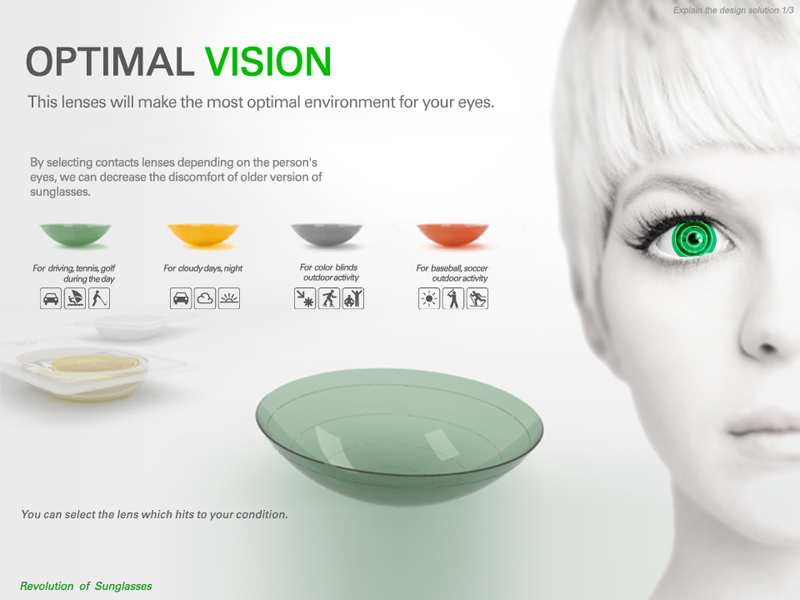 Explain the design solution 1/3
OPTIMAL VISION
This lenses will make the most optimal environment for your eyes.
By selecting contacts lenses depending on the person's
eyes, we can decrease the discomfort of older version of
sunglasses.
For driving, tennis, golf
during the day
For cloudy days, night
For color blinds
outdoor activity
For baseball, soccer
outdoor activity
You can select the lens which hits to your condition.
Revolution of Sunglasses